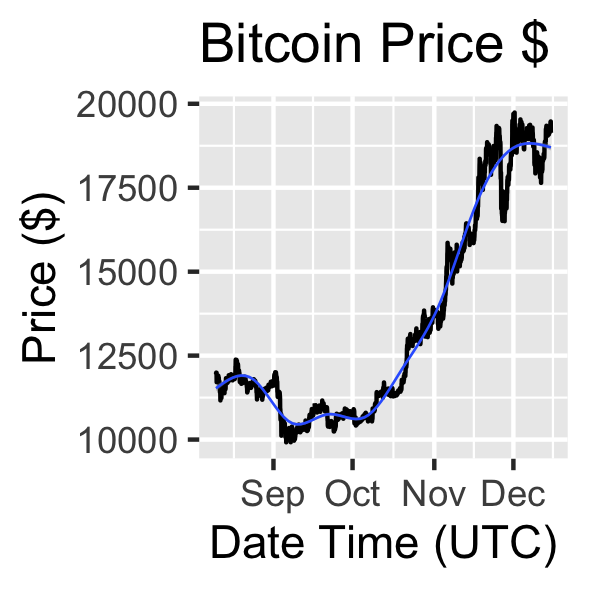 Bitcoin Price $
20000
17500
15000
12500
10000
Price ($)
Sep Oct Nov Dec
Date Time (UTC)